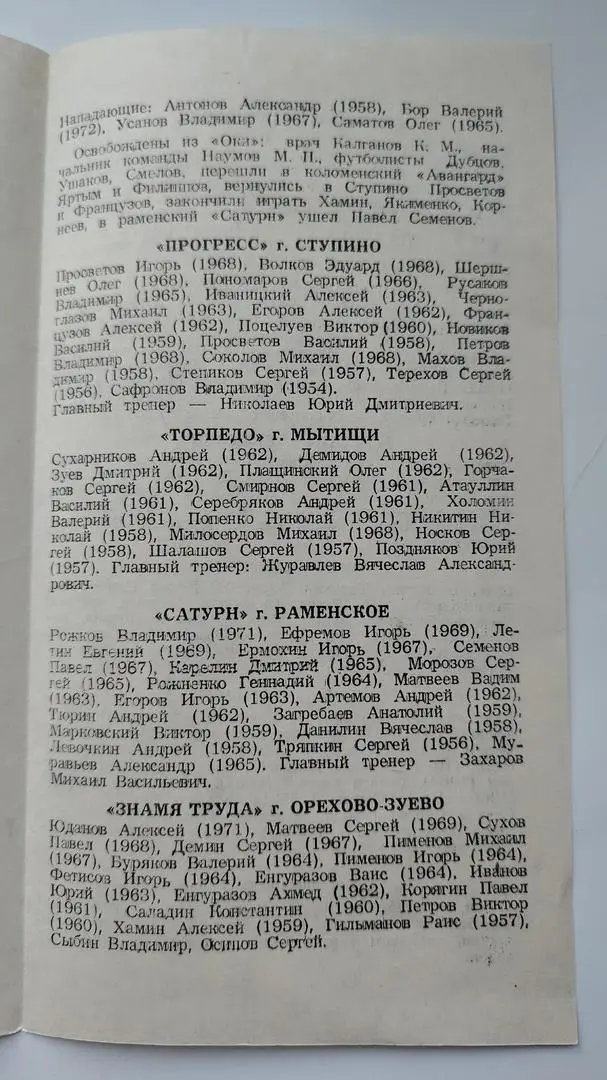 Нападающие: Антонов Александр (1958), Бор Валерий
(1972), Усанов Владимир (1967), Саматов Олег (1965).
Освобождены из «Оки»: врач Калганов К. М., на-
чальник команды Наумов М. П., футболисты Дубцов,
Ушаков, Смелов, перешли в коломенский «Авангард»
Яртым и Филиппов, вернулись в Ступино Просветов
и Французов, закончили играть Хамин, Якименко, Кор-
неев, в раменский «Сатурн» ушел Павел Семенов.
«ПРОГРЕСС» г. СТУПИНО
Просветов Игорь (1968), Волков Эдуард (1968), Шерш-
нев Олег (1968), Пономаров Сергей (1966), Русаков
Владимир (1965), Иваницкий Алексей (1963), Черно-
глазов Михаил (1963), Егоров Алексей (1962), Фран-
цузов Алексей (1962), Поцелуев Виктор (1960), Новиков
Василий (1959), Просветов Василий (1958), Петров
Владимир (1968), Соколов Михаил (1968), Махов Вла-
димир (1958), Степиков Сергей (1957), Терехов Сергей
(1956), Сафронов Владимир (1954).
Главный тренер — Николаев Юрий Дмитриевич.
«ТОРПЕДО» г. МЫТИЩИ
Сухарников Андрей (1962), Демидов Андрей (1962),
Зуев Дмитрий (1962), Плащинский Олег (1962), Горча-
ков Сергей (1962), Смирнов Сергей (1961), Атауллин
Василий (1961), Серебряков Андрей (1961), Холомин
Валерий (1961), Попенко Николай (1961), Никитин Ни-
колай (1958), Милосердов Михаил (1968), Носков Сер-
гей (1958), Шалашов Сергей (1957), Поздняков Юрий
(1957). Главный тренер: Журавлев Вячеслав Александ-
рович.
«САТУРН» г. РАМЕНСКОЕ
Рожков Владимир (1971), Ефремов Игорь (1969), Ле-
тин Евгений (1969), Ермохин Игорь (1967), Семенов
Павел (1967), Карелин Дмитрий (1965), Морозов Сер-
гей (1965), Рожненко Геннадий (1964), Матвеев Вадим
(1963), Егоров Игорь (1963), Артемов Андрей (1962),
Тюрин Андрей (1962), Загребаев Анатолий (1959),
Марковский Виктор (1959), Данилин Вячеслав (1958),
Левочкин Андрей (1958), Тряпкин Сергей (1956), Му-
равьев Александр (1965). Главный тренер — Захаров
Михаил Васильевич.
«ЗНАМЯ ТРУДА» г. ОРЕХОВО-ЗУЕВО
Юданов Алексей (1971), Матвеев Сергей (1969), Сухов
Павел (1968), Демин Сергей (1967), Пименов Михаил
(1967), Буряков Валерий (1964), Пименов Игорь (1964),
Фетисов Игорь (1964), Енгуразов Ваис (1964), Иванов
Юрий (1963), Енгуразов Ахмед (1962), Корягин Павел
(1961), Саладин Константин (1960), Петров Виктор
(1960), Хамин Алексей (1959), Гильманов Раис (1957),
Сыбин Владимир, Осипов Сергей.